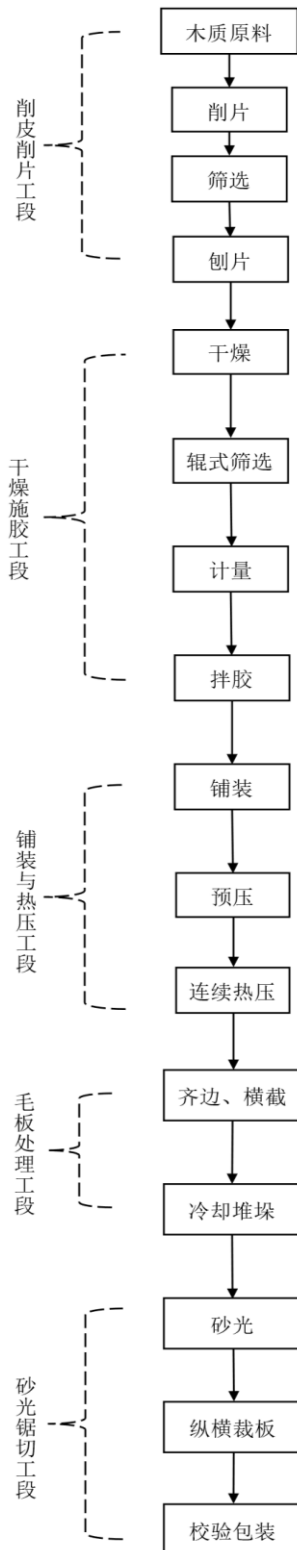 木质原料
削片
筛选
刨片
削皮削片工段
干燥
辊式筛选
计量
拌胶
干燥施胶工段
铺装
预压
连续热压
铺装与热压工段
齐边、横截
冷却堆垛
毛板处理工段
砂光
纵横裁板
校验包装
砂光锯切工段